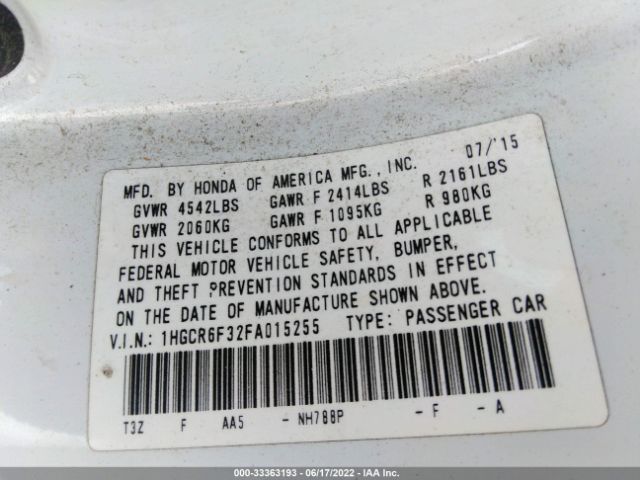 07/'15
MFD. BY HONDA OF AMERICA MFG., INC.
GVWR 4542LBS GAWR F 2414LBS R 2161LBS
GVWR 2060KG GAWR F 1095KG R 980KG
THIS VEHICLE CONFORMS TO ALL APPLICABLE
FEDERAL MOTOR VEHICLE SAFETY, BUMPER,
AND THEFT PREVENTION STANDARDS IN EFFECT
ON THE DATE OF MANUFACTURE SHOWN ABOVE.
V.I.N.: 1HGCR6F32FA015255 TYPE: PASSENGER CAR
T3Z F AA5 - NH788P - F - A
000-33363193 - 06/17/2022 - IAA Inc.